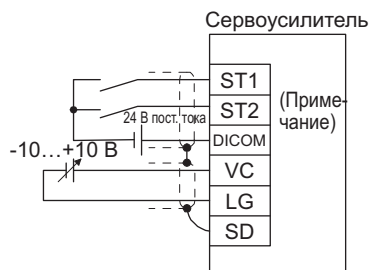 Сервоусилитель
ST1
ST2
24 В пост. тока
DICOM
-10...+10 В
VC
LG
SD
(Приме-
чание)